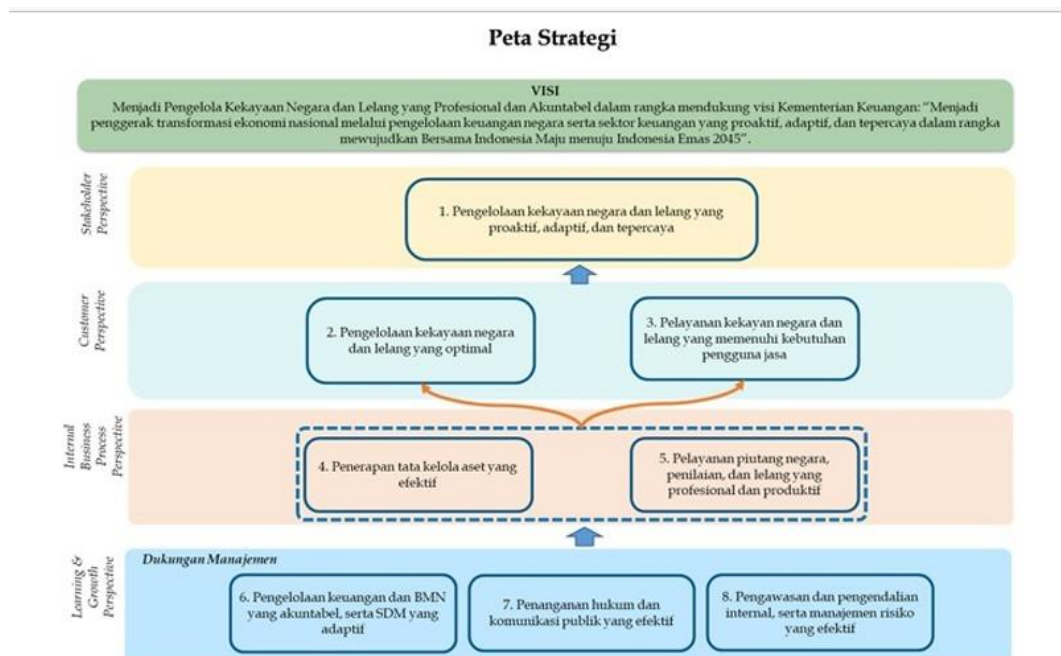 Peta Strategi
VISI
Menjadi Pengelola Kekayaan Negara dan Lelang yang Profesional dan Akuntabel dalam rangka mendukung visi Kementerian Keuangan: “Menjadi
penggerak transformasi ekonomi nasional melalui pengelolaan keuangan negara serta sektor keuangan yang proaktif, adaptif, dan tepercaya dalam rangka
mewujudkan Bersama Indonesia Maju menuju Indonesia Emas 2045”.
Stakeholder
Perspective
1. Pengelolaan kekayaan negara dan lelang yang
proaktif, adaptif, dan tepercaya
Customer
Perspective
2. Pengelolaan kekayaan negara
dan lelang yang optimal
3. Pelayanan kekayan negara dan
lelang yang memenuhi kebutuhan
pengguna jasa
Internal
Business
Process
Perspective
4. Penerapan tata kelola aset yang
efektif
5. Pelayanan piutang negara,
penilaian, dan lelang yang
profesional dan produktif
Learning &
Growth
Perspective
Dukungan Manajemen
6. Pengelolaan keuangan dan BMN
yang akuntabel, serta SDM yang
adaptif
7. Penanganan hukum dan
komunikasi publik yang efektif
8. Pengawasan dan pengendalian
internal, serta manajemen risiko
yang efektif